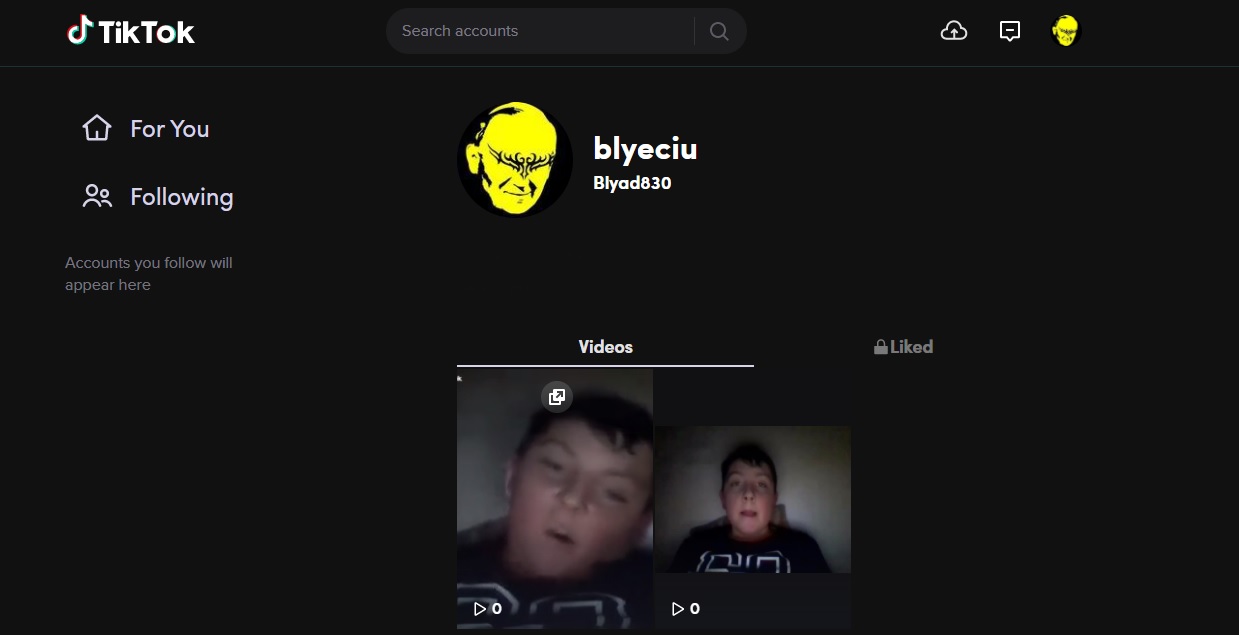 TikTok
Search accounts
For You
Following
Accounts you follow will
appear here
blyeciu
Blyad830
Videos
Liked
0
0